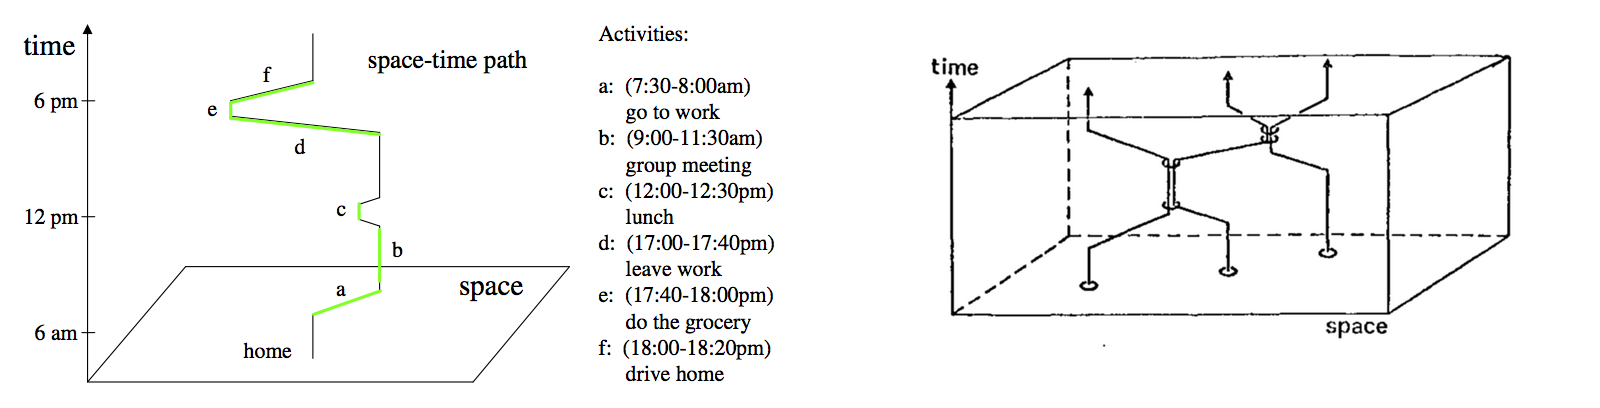 time
space-time path
f
6 pm
e
d
c
12 pm
b
a
space
6 am
home
Activities:
a: (7:30-8:00am)
go to work
b: (9:00-11:30am)
group meeting
c: (12:00-12:30pm)
lunch
d: (17:00-17:40pm)
leave work
e: (17:40-18:00pm)
do the grocery
f: (18:00-18:20pm)
drive home
time
space